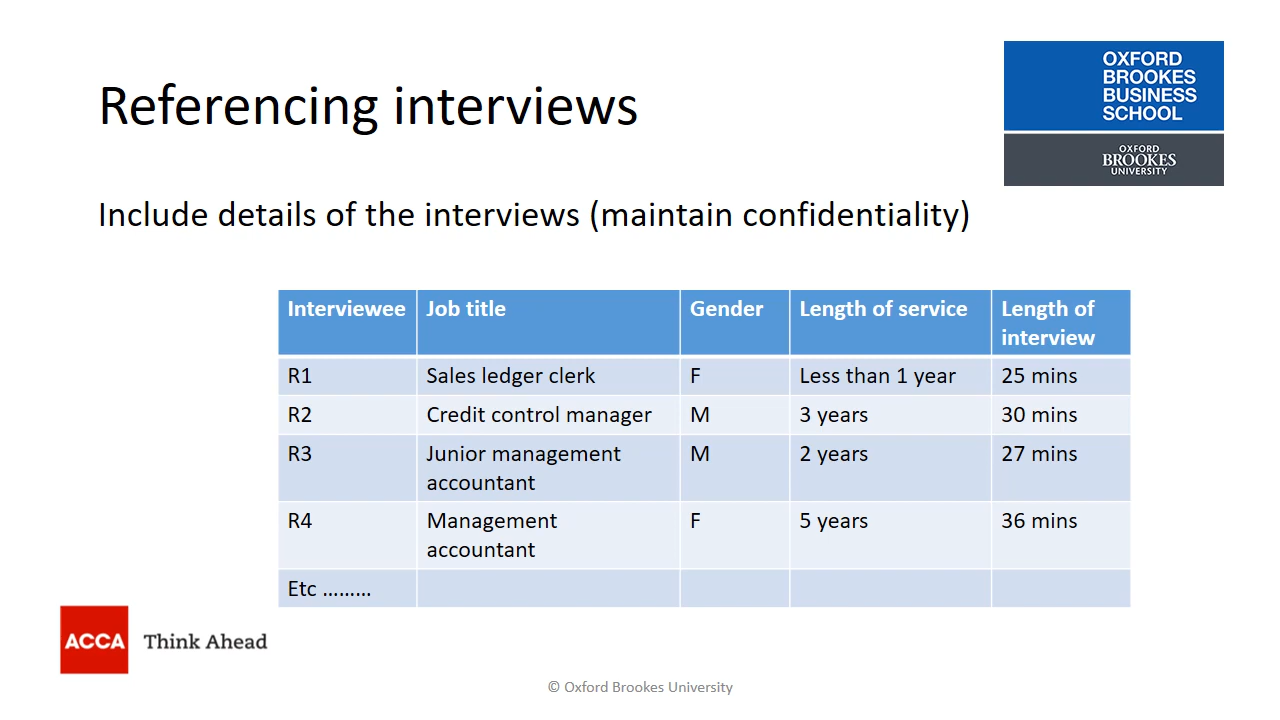 Referencing interviews
OXFORD
BROOKES
BUSINESS
SCHOOL
OXFORD
BROOKES
UNIVERSITY
Include details of the interviews (maintain confidentiality)
Interviewee Job title Gender Length of service Length of
interview
R1 Sales ledger clerk F Less than 1 year 25 mins
R2 Credit control manager M 3 years 30 mins
R3 Junior management M 2 years 27 mins
accountant
R4 Management F 5 years 36 mins
accountant
Etc .........
ACCA Think Ahead
© Oxford Brookes University